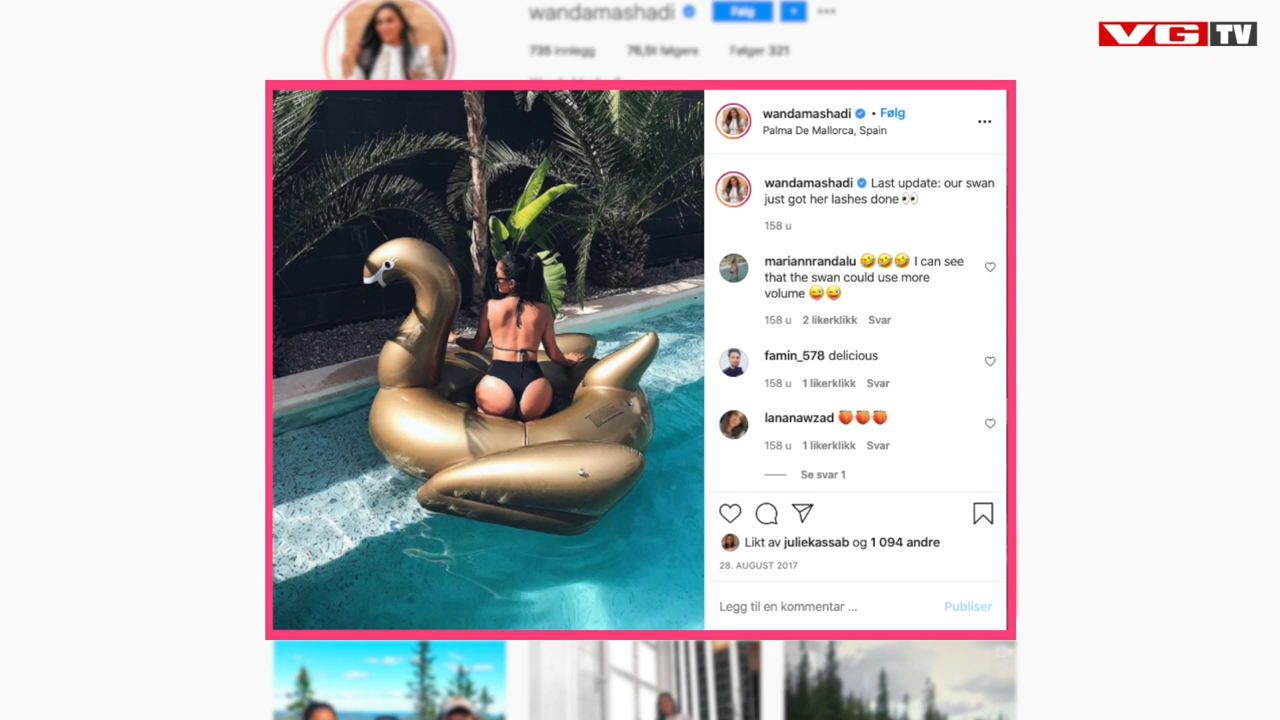 wandamashadi Følg
735 innlegg 76,5t følgere Følger 321
VGTV
wandamashadi • Følg
Palma De Mallorca, Spain
wandamashadi Last update: our swan
just got her lashes done 👀
158 u
mariannrandalu 🤣🤣🤣 I can see
that the swan could use more
volume 😜😜
158 u 2 likerklikk Svar
famin_578 delicious
158 u 1 likerklikk Svar
lananawzad 🍑🍑🍑
158 u 1 likerklikk Svar
Se svar 1
Likt av juliekassab og 1 094 andre
28. AUGUST 2017
Legg til en kommentar ... Publiser